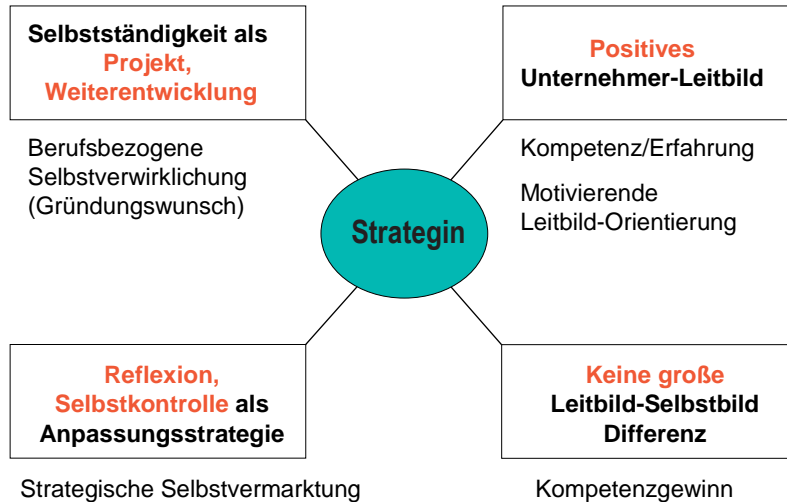 Selbstständigkeit als
Projekt,
Weiterentwicklung
Berufsbezogene
Selbstverwirklichung
(Gründungswunsch)
Positives
Unternehmer-Leitbild
Kompetenz/Erfahrung
Motivierende
Leitbild-Orientierung
Strategin
Reflexion,
Selbstkontrolle als
Anpassungsstrategie
Strategische Selbstvermarktung
Keine große
Leitbild-Selbstbild
Differenz
Kompetenzgewinn